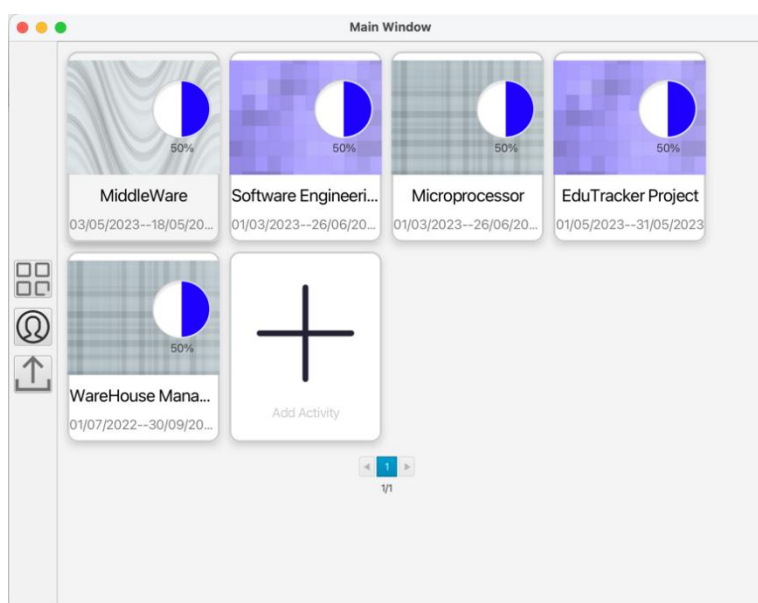 Main Window
50%
50%
50%
50%
MiddleWare
Software Engineeri...
Microprocessor
EduTracker Project
03/05/2023--18/05/20...
01/03/2023--26/06/20...
01/03/2023--26/06/20...
01/05/2023--31/05/2023
50%
WareHouse Mana...
01/07/2022--30/09/20...
Add Activity
1
1/1